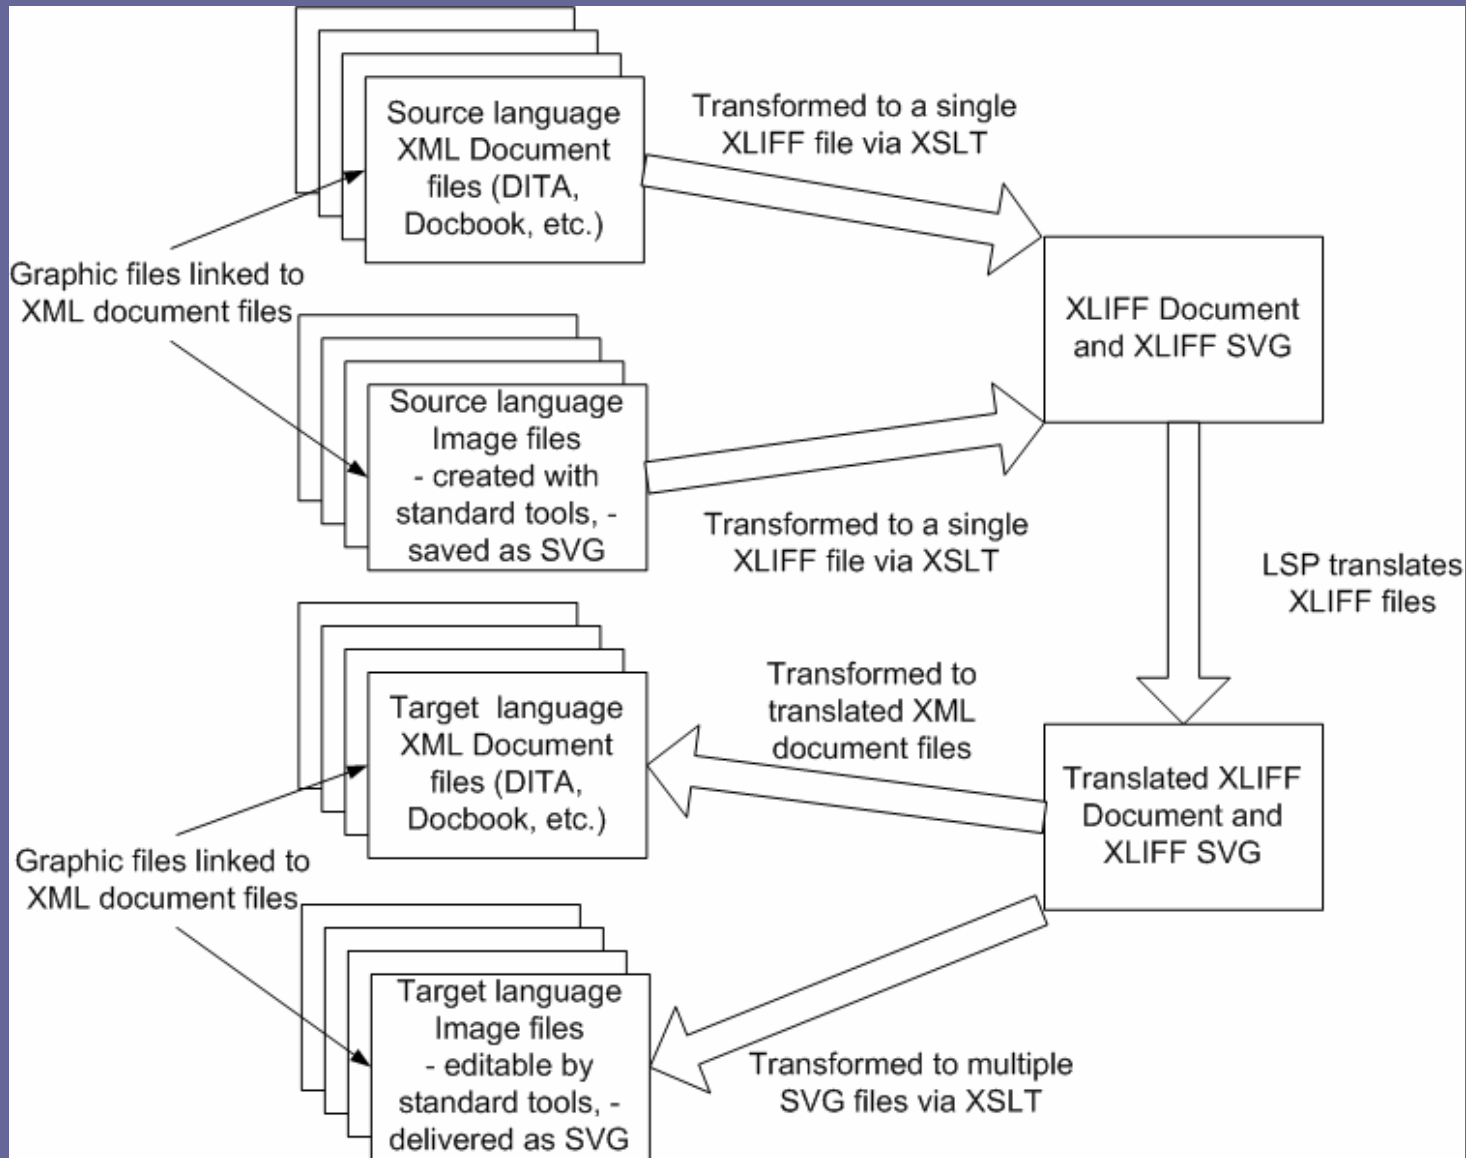 Source language
XML Document
files (DITA,
Docbook, etc.)
Transformed to a single
XLIFF file via XSLT
Graphic files linked to
XML document files
XLIFF Document
and XLIFF SVG
Source language
Image files
- created with
standard tools, -
saved as SVG
Transformed to a single
XLIFF file via XSLT
LSP translates
XLIFF files
Target language
XML Document
files (DITA,
Docbook, etc.)
Transformed to
translated XML
document files
Translated XLIFF
Document and
XLIFF SVG
Graphic files linked to
XML document files
Target language
Image files
- editable by
standard tools, -
delivered as SVG
Transformed to multiple
SVG files via XSLT